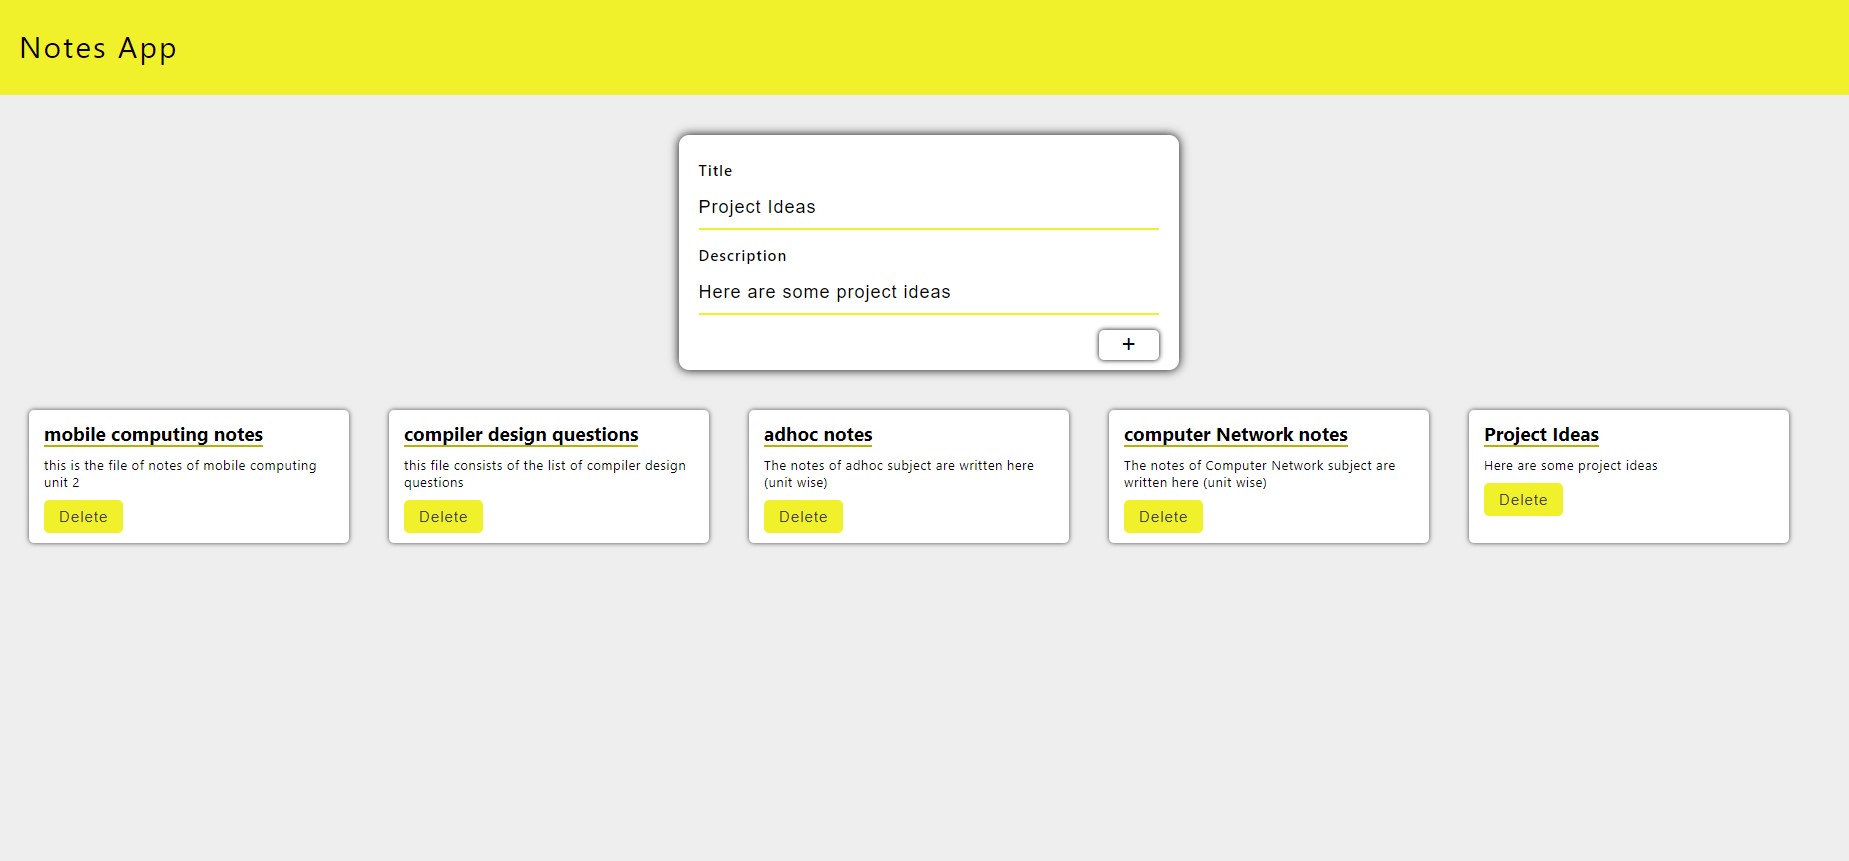 Notes App
Title
Project Ideas
Description
Here are some project ideas
+
mobile computing notes
this is the file of notes of mobile computing
unit 2
Delete
compiler design questions
this file consists of the list of compiler design
questions
Delete
adhoc notes
The notes of adhoc subject are written here
(unit wise)
Delete
computer Network notes
The notes of Computer Network subject are
written here (unit wise)
Delete
Project Ideas
Here are some project ideas
Delete